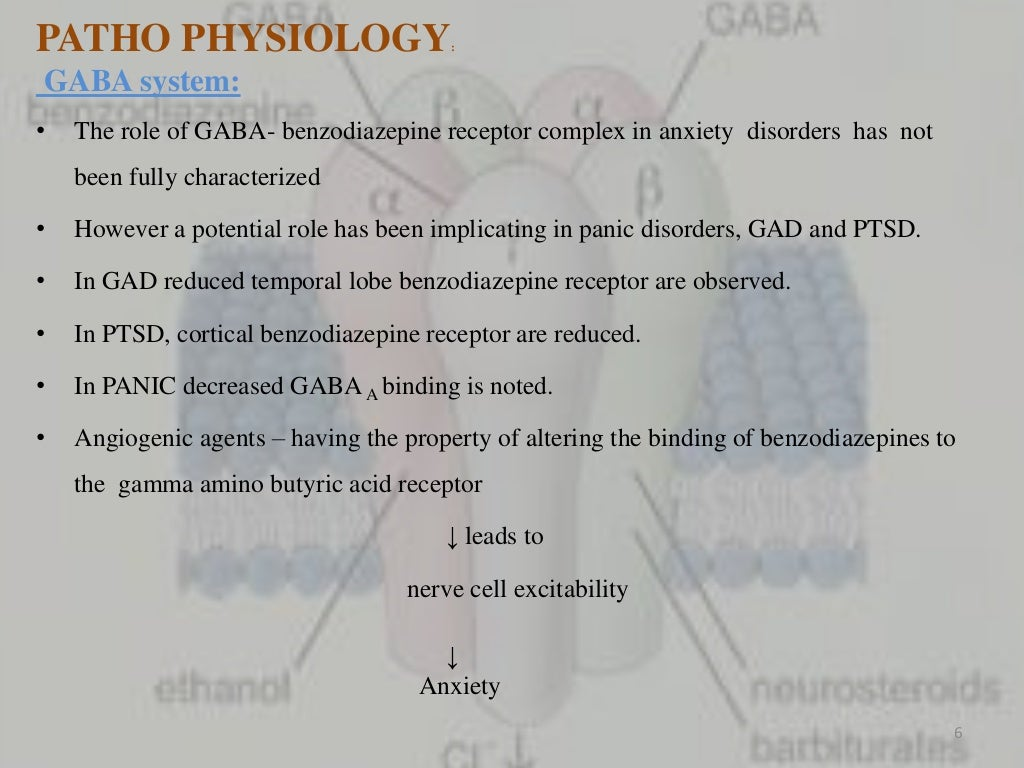 GABA
GABA
PATHO PHYSIOLOGY:
GABA system:
benzodiazepine
β
α
• The role of GABA- benzodiazepine receptor complex in anxiety disorders has not
been fully characterized
α
β
γ
• However a potential role has been implicating in panic disorders, GAD and PTSD.
• In GAD reduced temporal lobe benzodiazepine receptor are observed.
• In PTSD, cortical benzodiazepine receptor are reduced.
• In PANIC decreased GABA A binding is noted.
• Angiogenic agents – having the property of altering the binding of benzodiazepines to
the gamma amino butyric acid receptor
↓ leads to
nerve cell excitability
↓
Anxiety
ethanol
neurosteroids
barbiturates
6
Cl⁻ ↓